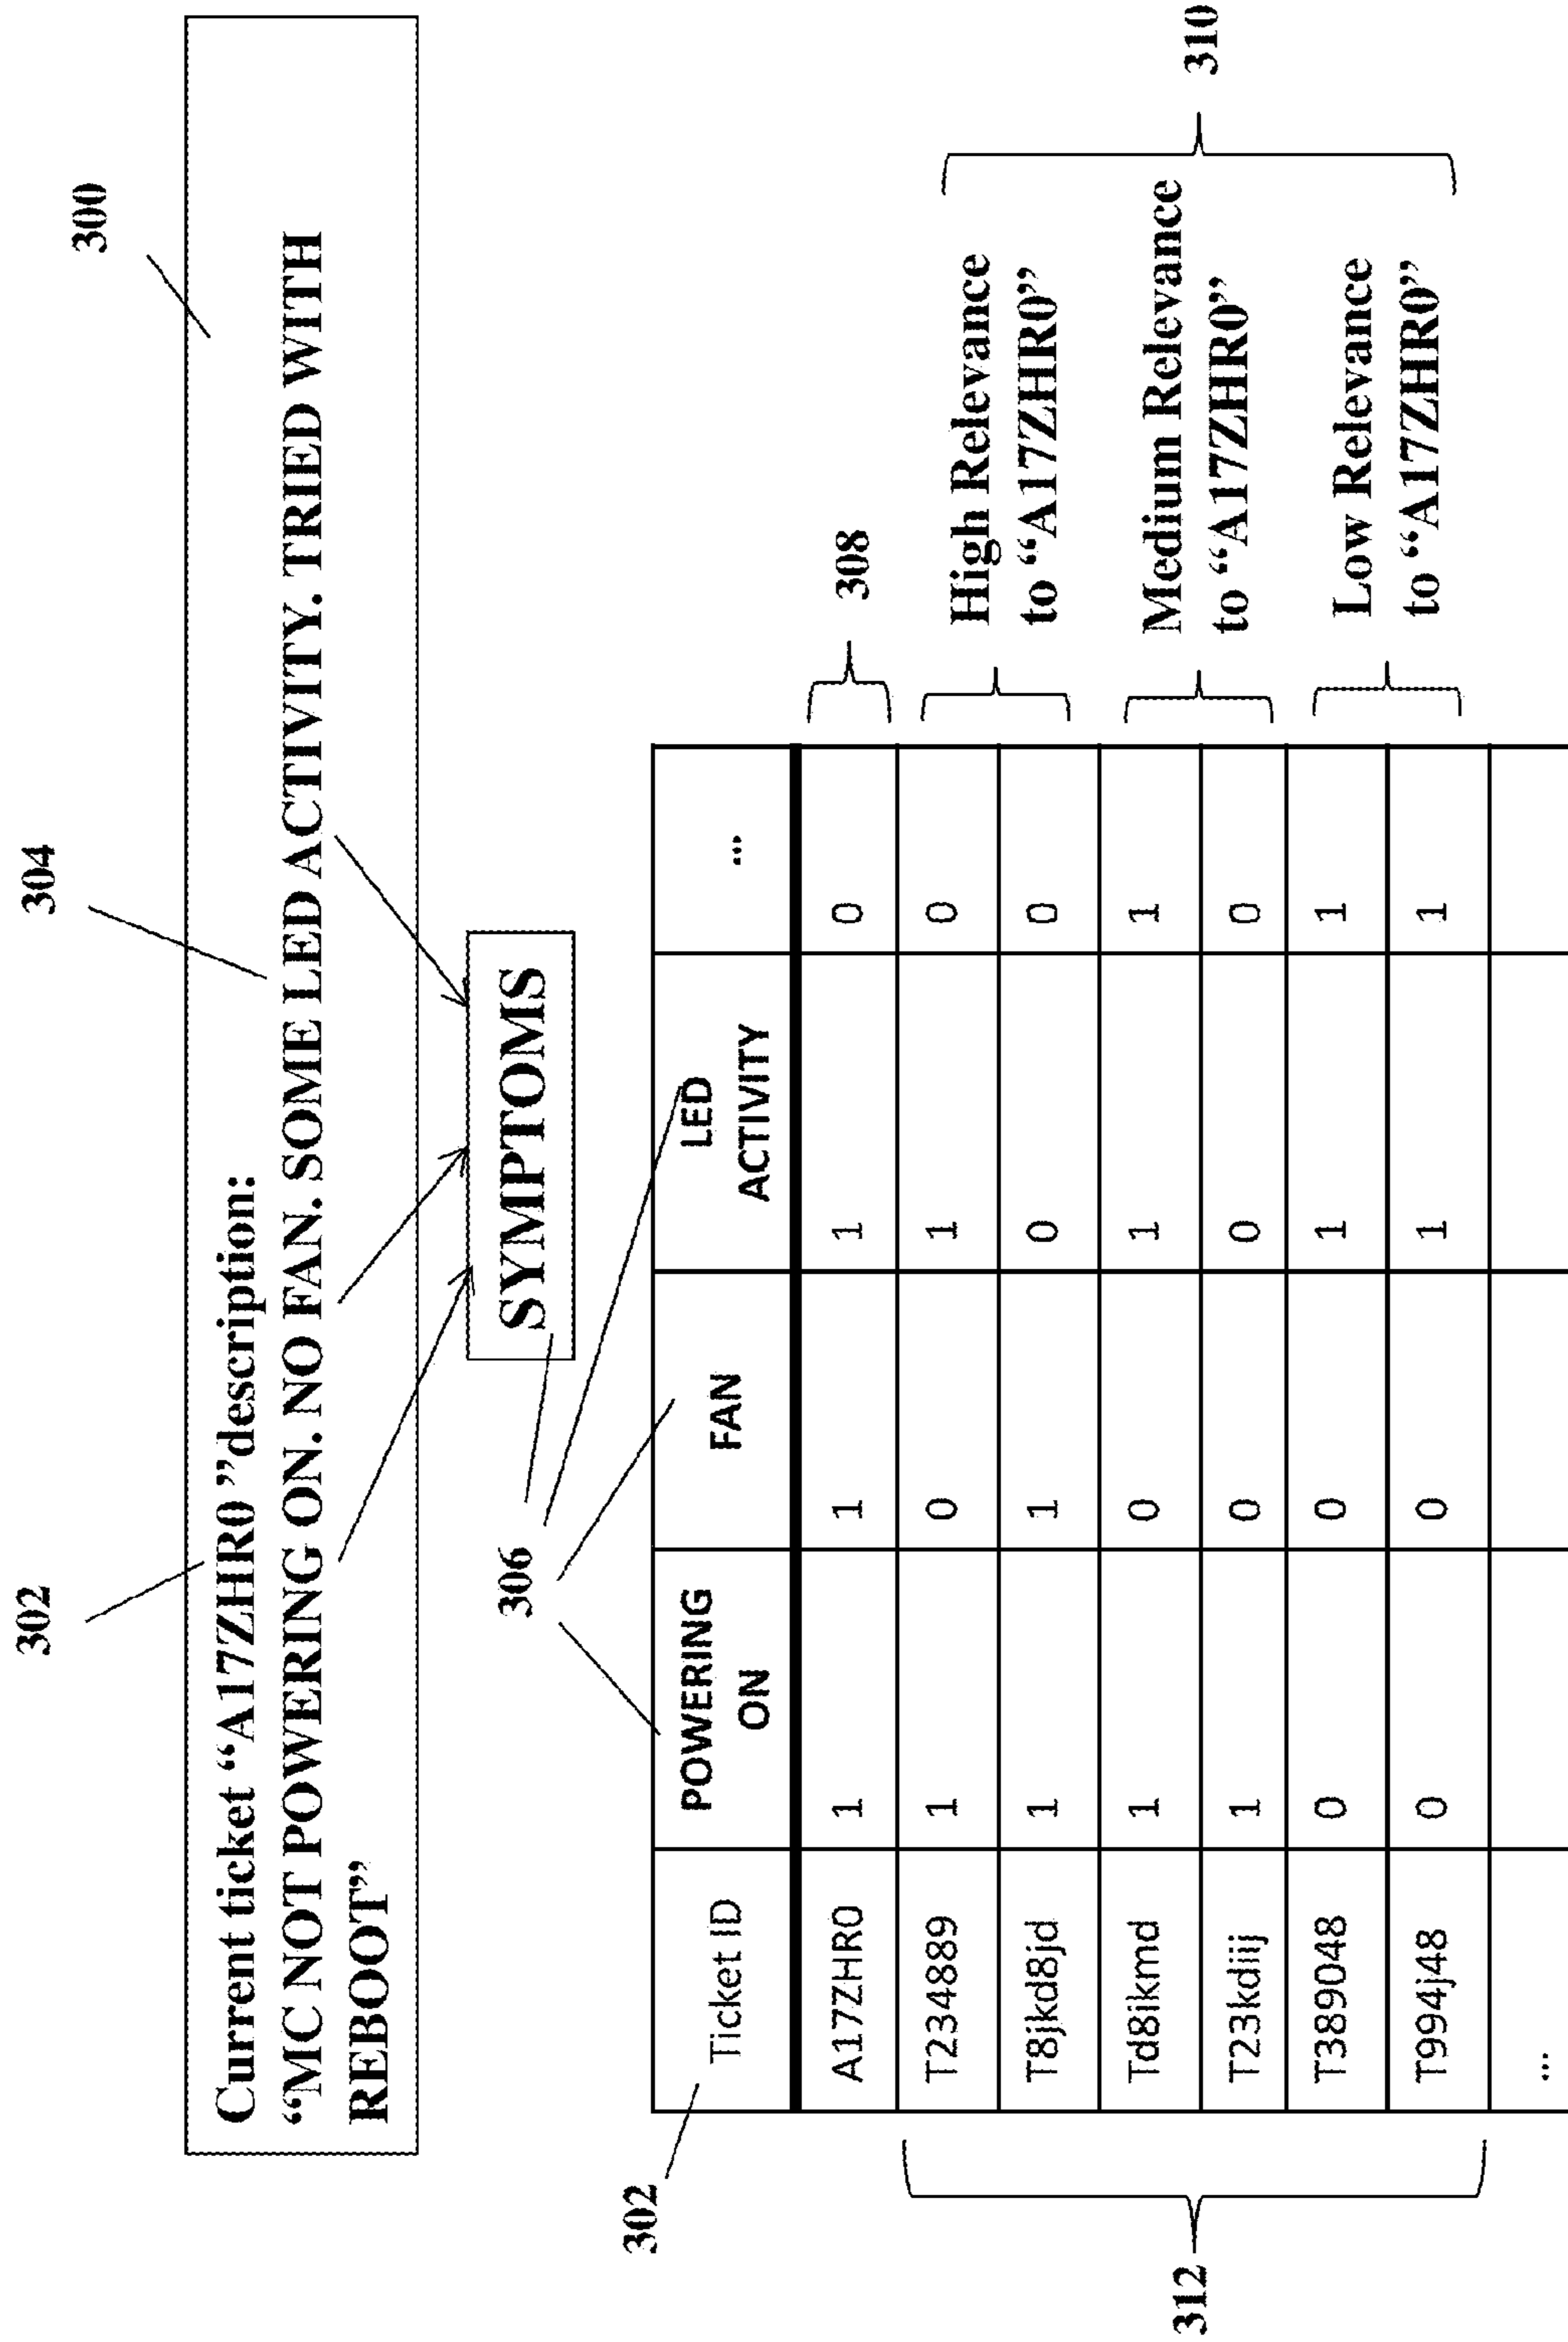 300
304
302
Current ticket “A17ZHR0 ”description:
“MC NOT POWERING ON. NO FAN. SOME LED ACTIVITY. TRIED WITH
REBOOT”
SYMPTOMS
306
302
Ticket ID POWERING ON FAN LED ACTIVITY ...
A17ZHR0 1 1 1 0
T234889 1 0 1 0
T8jkd8jd 1 1 0 0
Td8ikmd 1 0 1 1
T23kdiij 1 0 0 0
T389048 0 0 1 1
T994j48 0 0 1 1
...
308
High Relevance
to “A17ZHR0”
Medium Relevance
to “A17ZHR0”
Low Relevance
to “A17ZHR0”
310
312